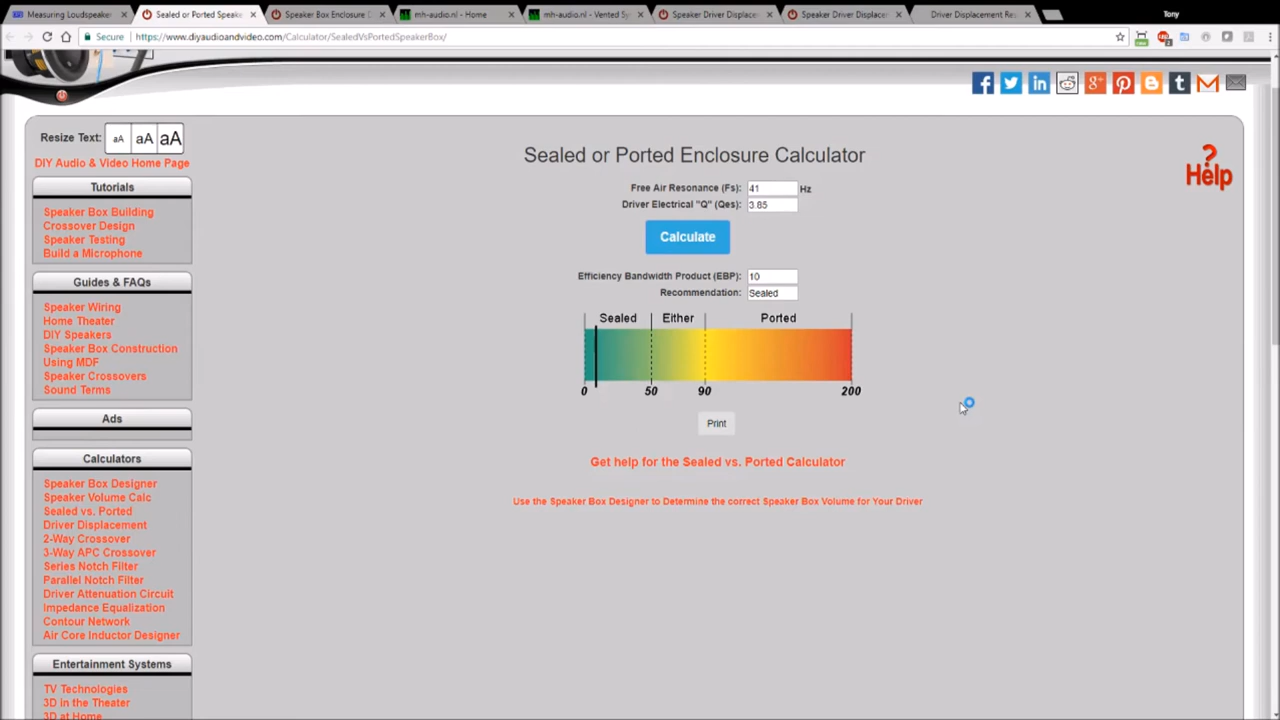 Measuring Loudspeaker
Sealed or Ported Speake
Speaker Box Enclosure D
mh-audio.nl - Home
mh-audio.nl - Vented Sy
Speaker Driver Displace
Speaker Driver Displacem
Driver Displacement Re
Tony
Secure
https://www.diyaudioandvideo.com/Calculator/SealedVsPortedSpeakerBox/
Resize Text: aA aA aA
DIY Audio & Video Home Page
Tutorials
Speaker Box Building
Crossover Design
Speaker Testing
Build a Microphone
Guides & FAQs
Speaker Wiring
Home Theater
DIY Speakers
Speaker Box Construction
Using MDF
Speaker Crossovers
Sound Terms
Ads
Calculators
Speaker Box Designer
Speaker Volume Calc
Sealed vs. Ported
Driver Displacement
2-Way Crossover
3-Way APC Crossover
Series Notch Filter
Parallel Notch Filter
Driver Attenuation Circuit
Impedance Equalization
Contour Network
Air Core Inductor Designer
Entertainment Systems
TV Technologies
3D in the Theater
3D at Home
Sealed or Ported Enclosure Calculator
Help
Free Air Resonance (Fs): 41 Hz
Driver Electrical "Q" (Qes): 3.85
Calculate
Efficiency Bandwidth Product (EBP): 10
Recommendation: Sealed
Sealed Either Ported
0 50 90 200
Print
Get help for the Sealed vs. Ported Calculator
Use the Speaker Box Designer to Determine the correct Speaker Box Volume for Your Driver